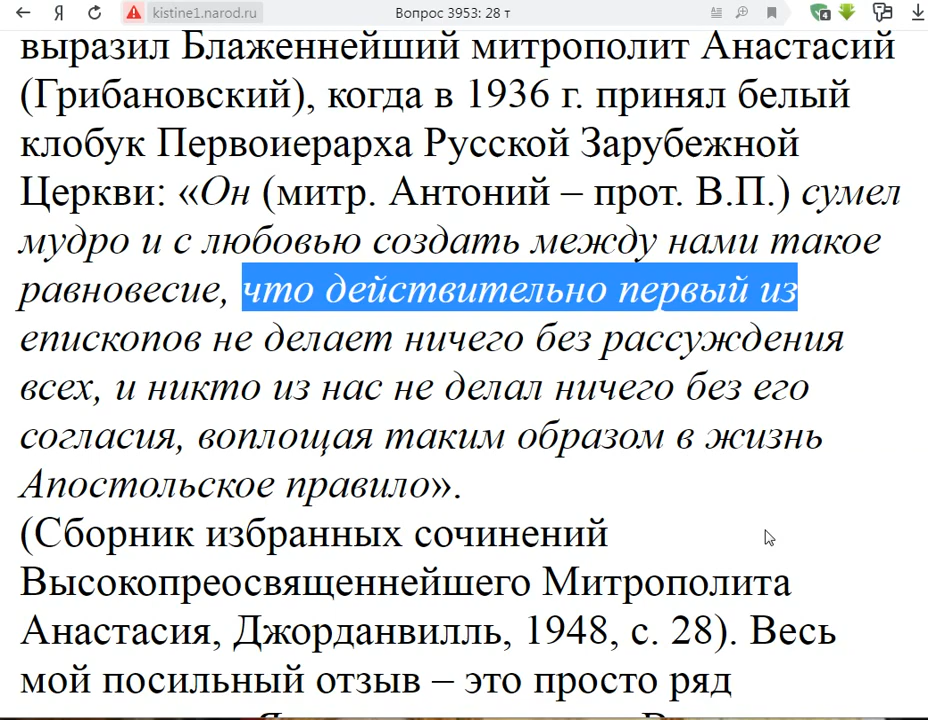 Я kistine1.narod.ru Вопрос 3953: 28 т 4
выразил Блаженнейший митрополит Анастасий
(Грибановский), когда в 1936 г. принял белый
клобук Первоиерарха Русской Зарубежной
Церкви: «Он (митр. Антоний – прот. В.П.) сумел
мудро и с любовью создать между нами такое
равновесие, что действительно первый из
епископов не делает ничего без рассуждения
всех, и никто из нас не делал ничего без его
согласия, воплощая таким образом в жизнь
Апостольское правило».
(Сборник избранных сочинений
Высокопреосвященнейшего Митрополита
Анастасия, Джорданвилль, 1948, с. 28). Весь
мой посильный отзыв – это просто ряд